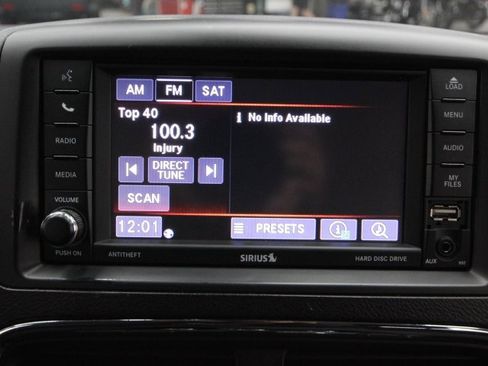 AM FM SAT
LOAD
Top 40
No Info Available
100.3
MENU
Injury
RADIO
DIRECT
TUNE
AUDIO
MEDIA
MY
FILES
SCAN
VOLUME
12:01
PRESETS
PUSH ON
ANTITHEFT
SIRIUS
HARD DISC DRIVE
AUX